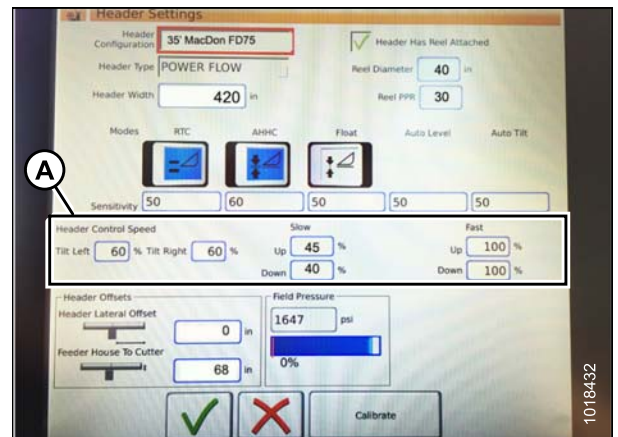 Header Settings
Header Configuration 35' MacDon FD75
Header Has Reel Attached
Header Type POWER FLOW
Reel Diameter 40 in
Header Width 420 in
Reel PPR 30
Modes RTC AHHC Float Auto Level Auto Tilt
Sensitivity 50 60 50 50 50
A
Header Control Speed Slow Fast
Tilt Left 60 % Tilt Right 60 % Up 45 % Up 100 %
Down 40 % Down 100 %
Header Offsets
Field Pressure
Header Lateral Offset
0 in
1647 psi
Feeder House To Cutter
68 in
0%
Calibrate
1018432